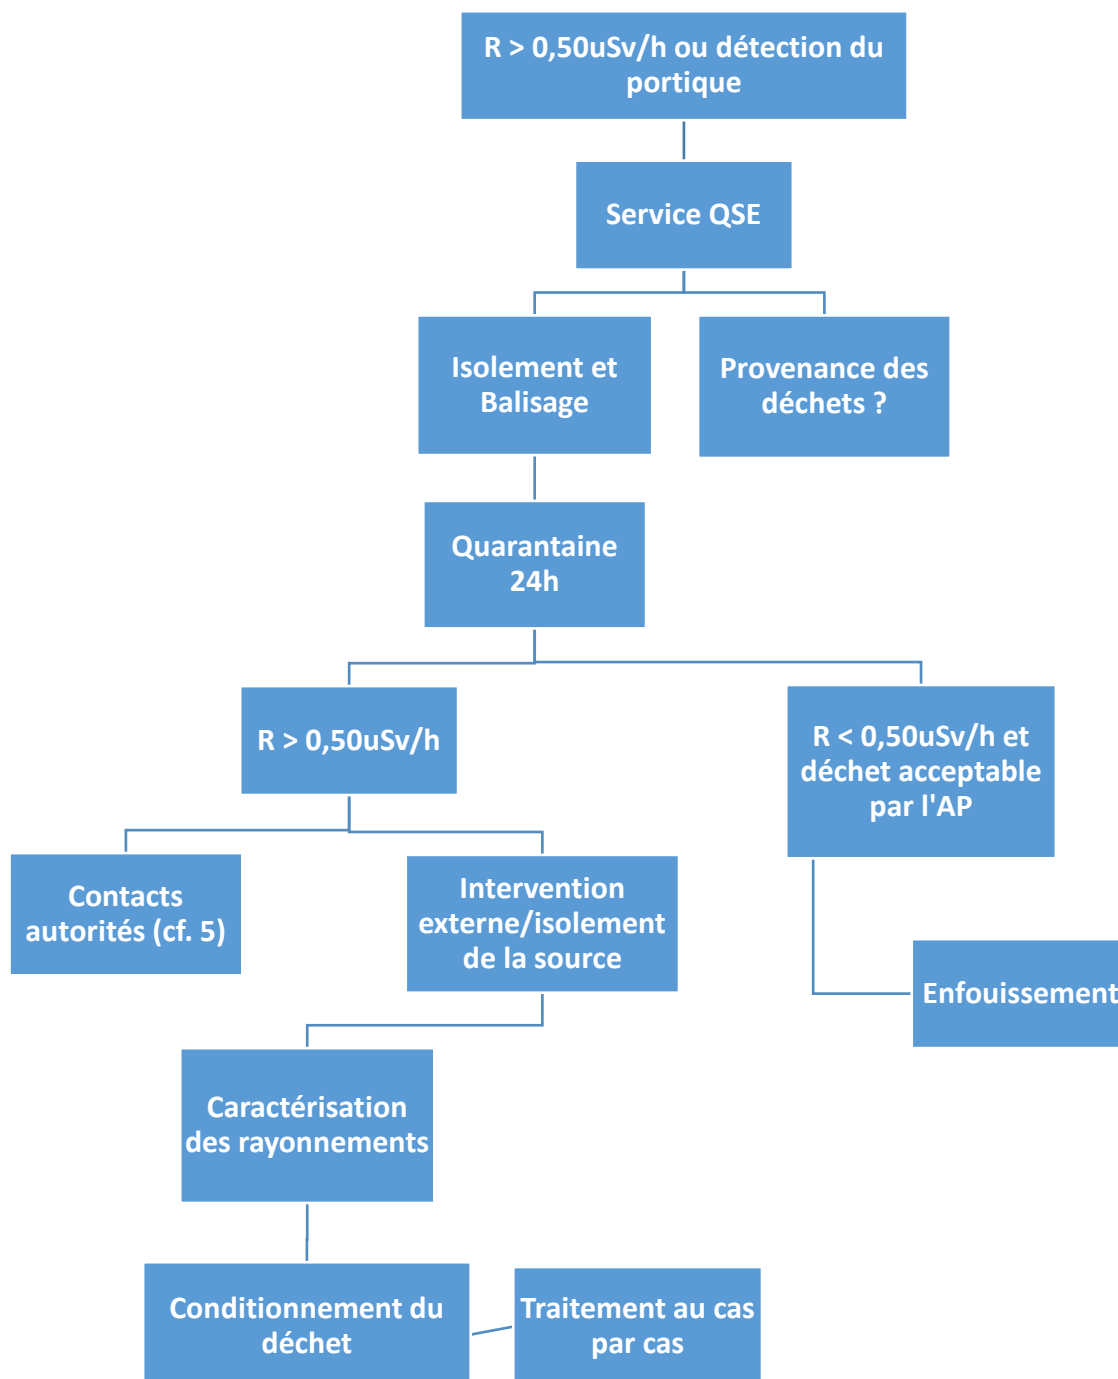 R > 0,50uSv/h ou détection du
portique
Service QSE
Isolement et
Balisage
Provenance des
déchets ?
Quarantaine
24h
R > 0,50uSv/h
R < 0,50uSv/h et
déchet acceptable
par l'AP
Contacts
autorités (cf. 5)
Intervention
externe/isolement
de la source
Enfouissement
Caractérisation
des rayonnements
Conditionnement du
déchet
Traitement au cas
par cas